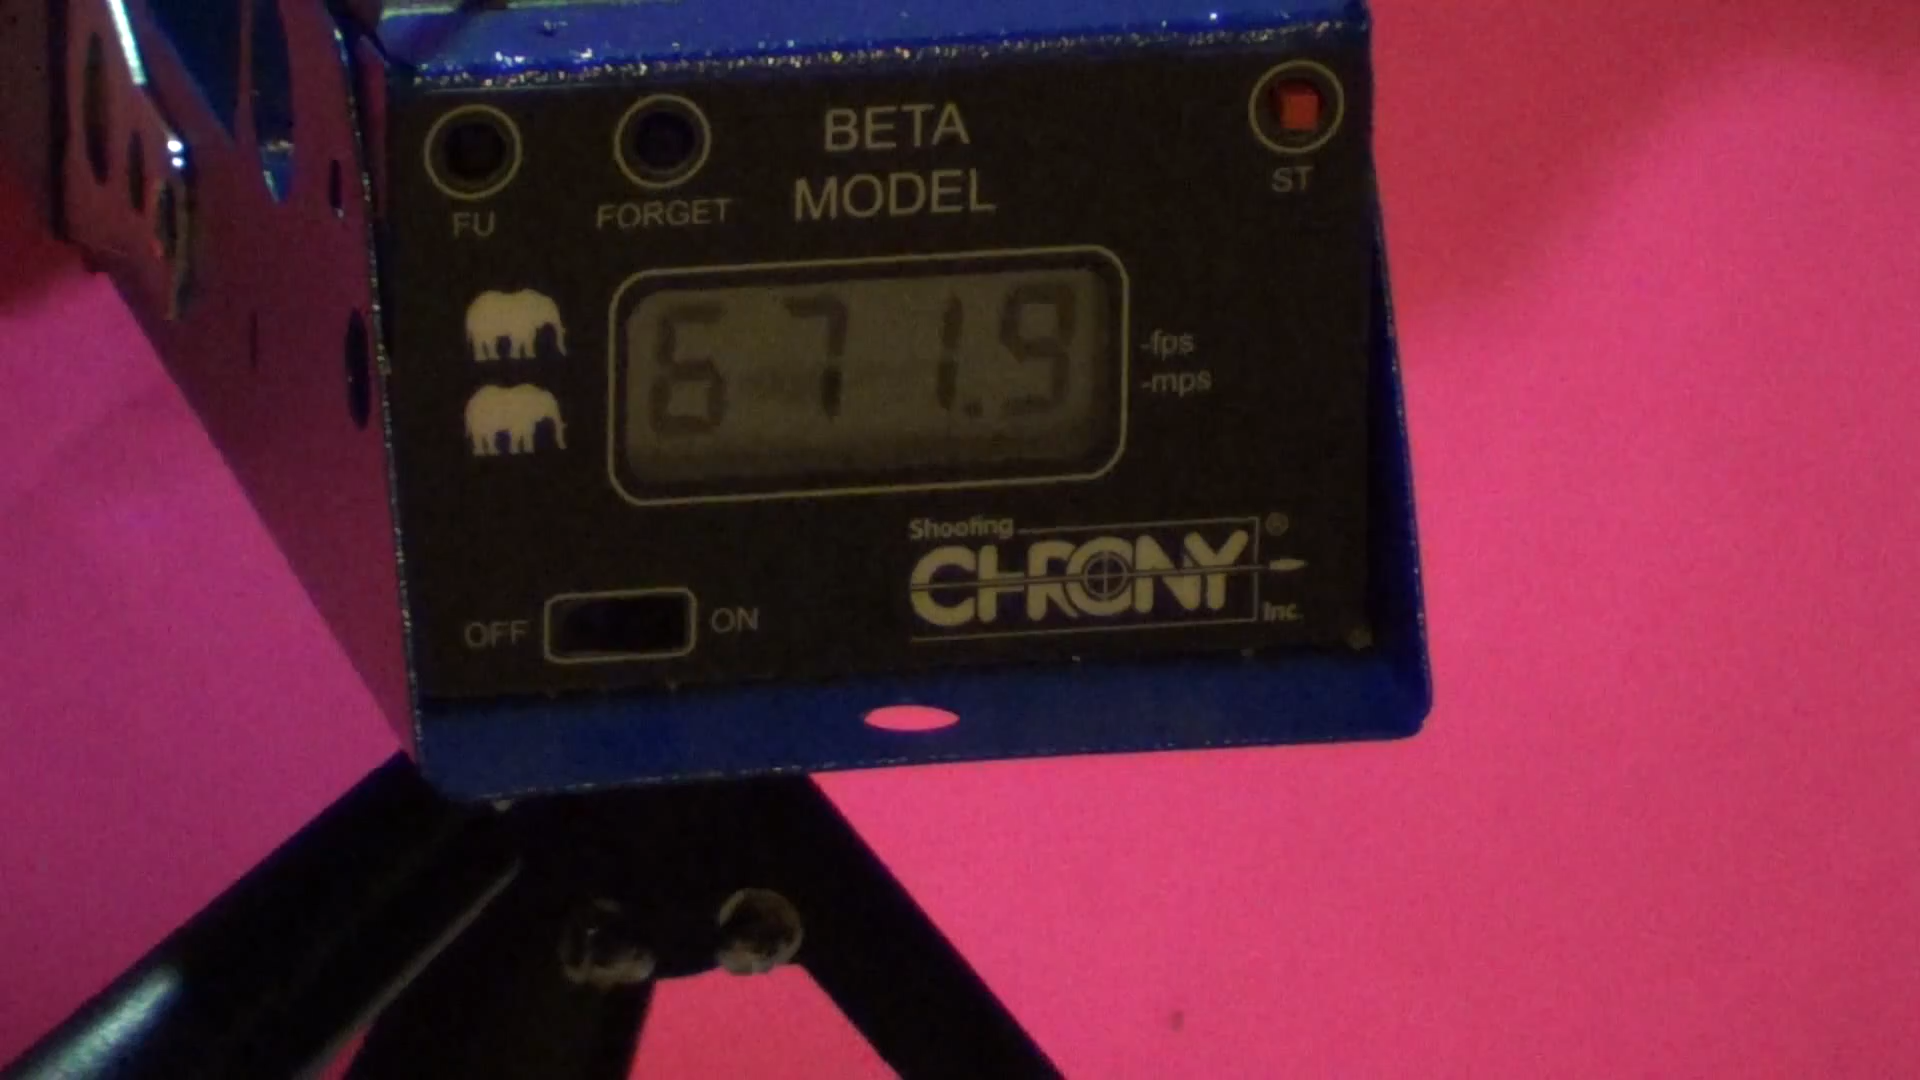 BETA
MODEL
FU
FORGET
ST
671.9
-fps
-mps
Shooting
CHRONY ®
Inc.
OFF
ON